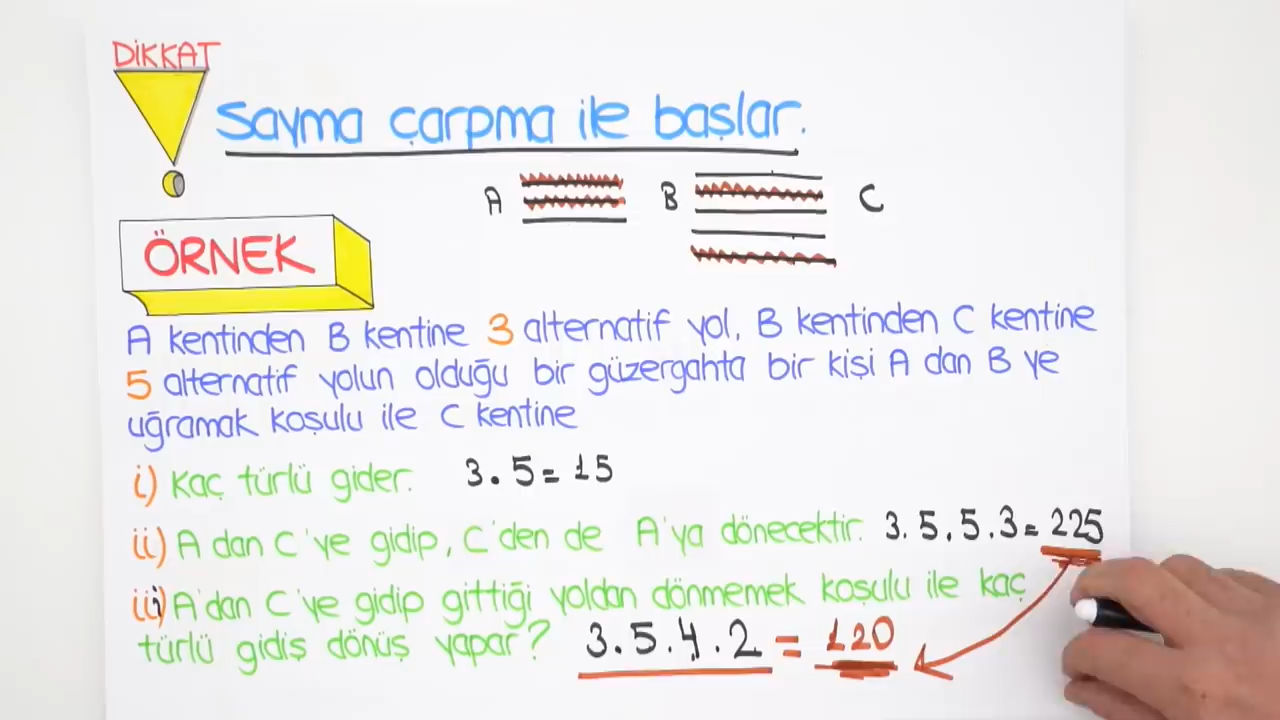 DİKKAT
Sayma çarpma ile başlar.
A B C
ÖRNEK
A kentinden B kentine 3 alternatif yol, B kentinden C kentine
5 alternatif yolun olduğu bir güzergahta bir kişi A dan B ye
uğramak koşulu ile C kentine
i) Kaç türlü gider. 3.5=15
ii) A dan C'ye gidip, C'den de A'ya dönecektir. 3.5.5.3=225
iii) A'dan C'ye gidip gittiği yoldan dönmemek koşulu ile kaç
türlü gidiş dönüş yapar? 3.5.4.2=120